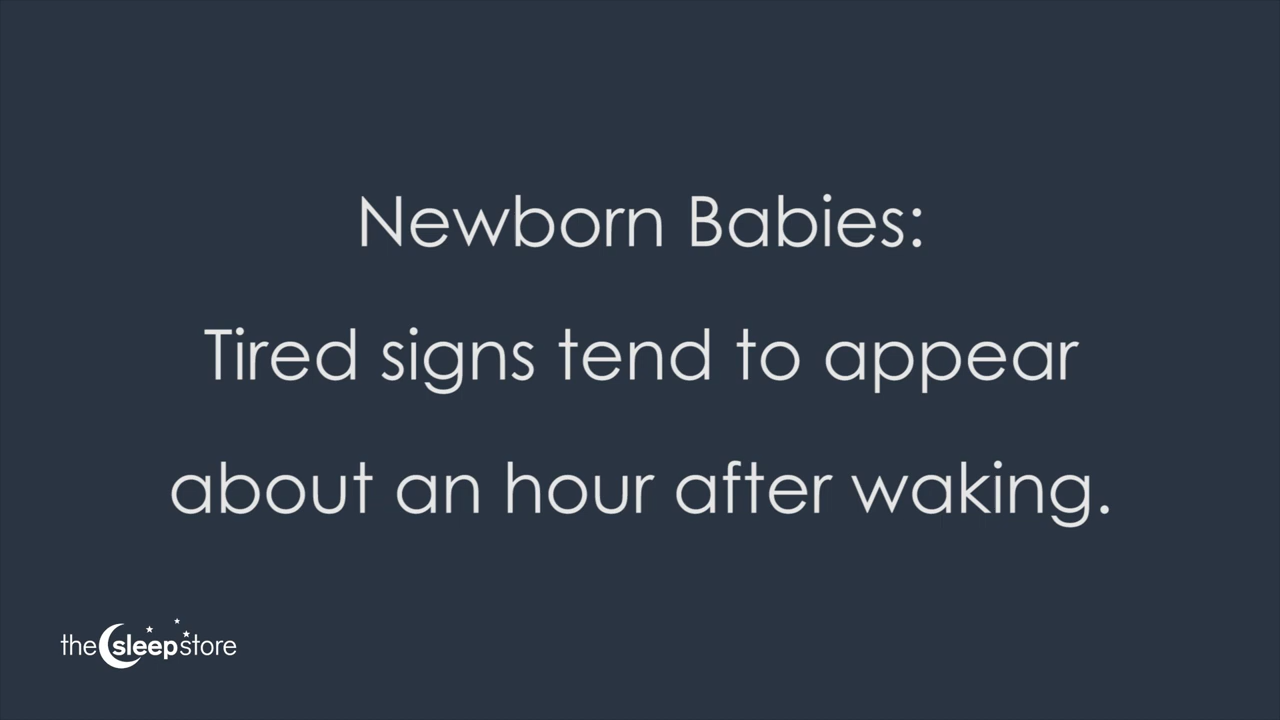 Newborn Babies:
Tired signs tend to appear
about an hour after waking.
the sleep store